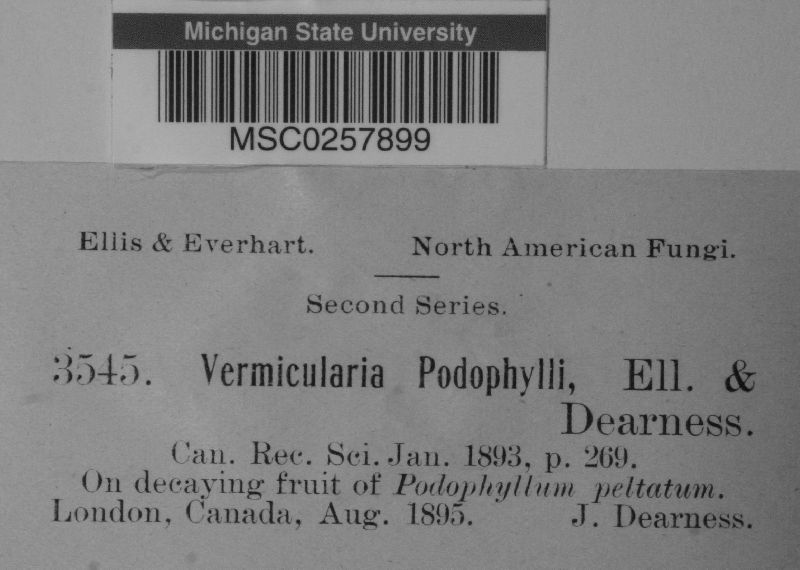 Michigan State University
MSC0257899
Ellis & Everhart. North American Fungi.
Second Series.
3545. Vermicularia Podophylli, Ell. &
Dearness.
Can. Rec. Sci. Jan. 1893, p. 269.
On decaying fruit of Podophyllum peltatum.
London, Canada, Aug. 1895. J. Dearness.